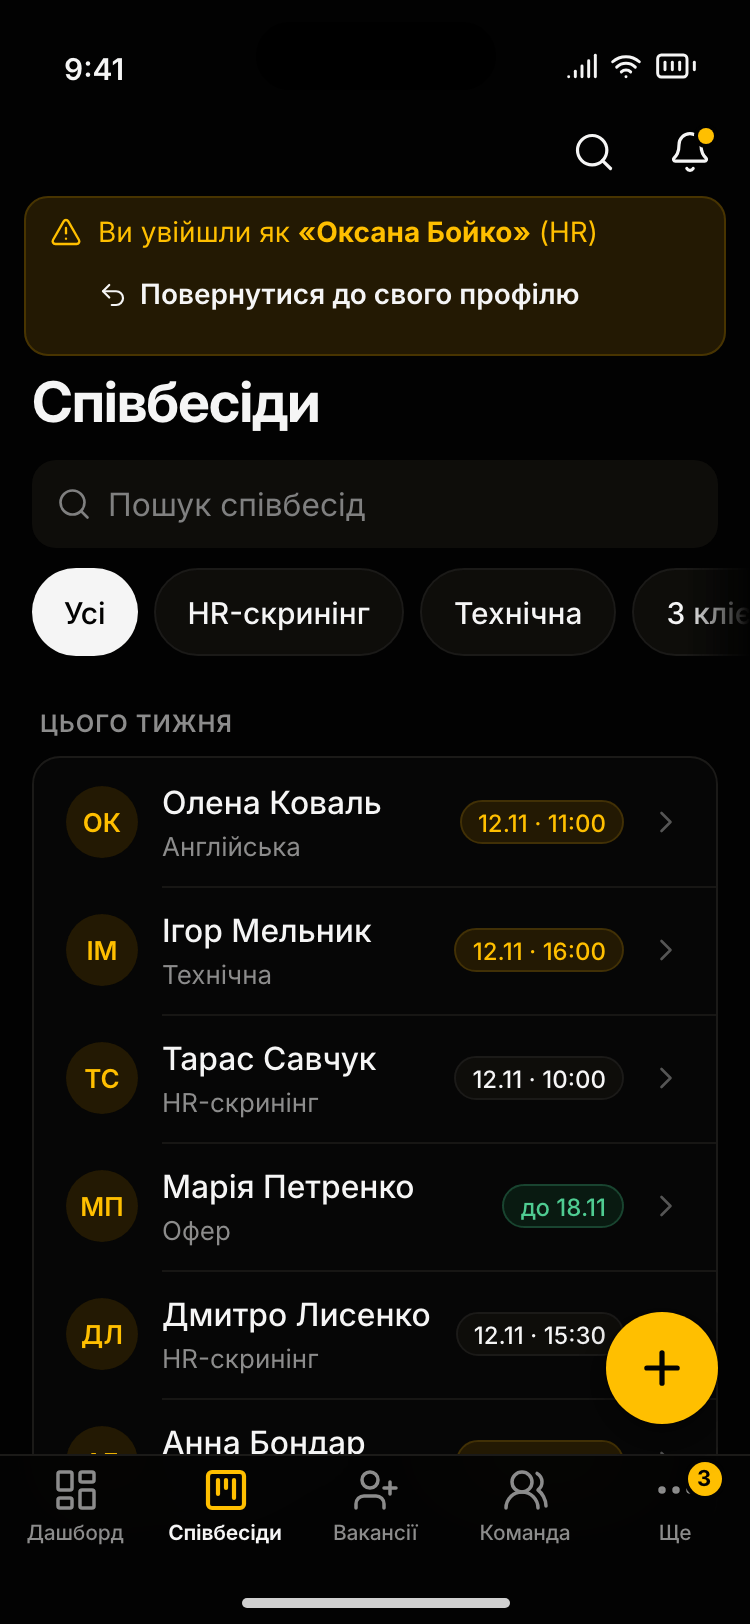 9:41
Ви увійшли як «Оксана Бойко» (HR)
Повернутися до свого профілю
Співбесіди
Пошук співбесід
Усі
HR-скринінг
Технічна
З кліє
ЦЬОГО ТИЖНЯ
ОК
Олена Коваль
Англійська
12.11 · 11:00
ІМ
Ігор Мельник
Технічна
12.11 · 16:00
ТС
Тарас Савчук
HR-скринінг
12.11 · 10:00
МП
Марія Петренко
Офер
до 18.11
ДЛ
Дмитро Лисенко
HR-скринінг
12.11 · 15:30
Анна Бондар
Дашборд
Співбесіди
Вакансії
Команда
3
Ще